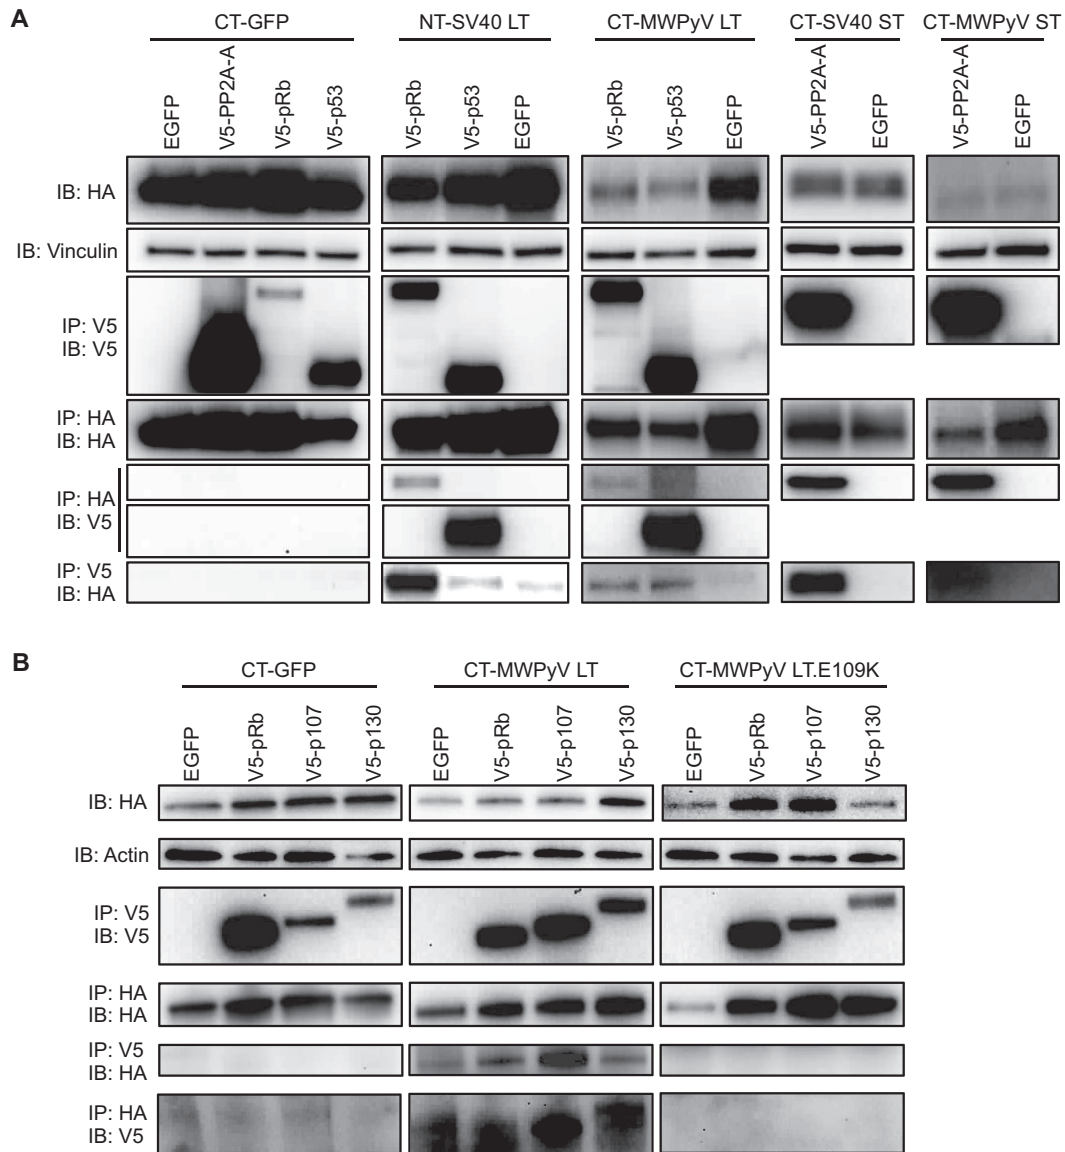 A
CT-GFP
NT-SV40 LT
CT-MWPyV LT
CT-SV40 ST
CT-MWPyV ST
EGFP
V5-PP2A-A
V5-pRb
V5-p53
V5-pRb
V5-p53
EGFP
V5-pRb
V5-p53
EGFP
V5-PP2A-A
EGFP
V5-PP2A-A
EGFP
IB: HA
IB: Vinculin
IP: V5
IB: V5
IP: HA
IB: HA
IP: HA
IB: V5
IP: V5
IB: HA
B
CT-GFP
CT-MWPyV LT
CT-MWPyV LT.E109K
EGFP
V5-pRb
V5-p107
V5-p130
EGFP
V5-pRb
V5-p107
V5-p130
EGFP
V5-pRb
V5-p107
V5-p130
IB: HA
IB: Actin
IP: V5
IB: V5
IP: HA
IB: HA
IP: V5
IB: HA
IP: HA
IB: V5